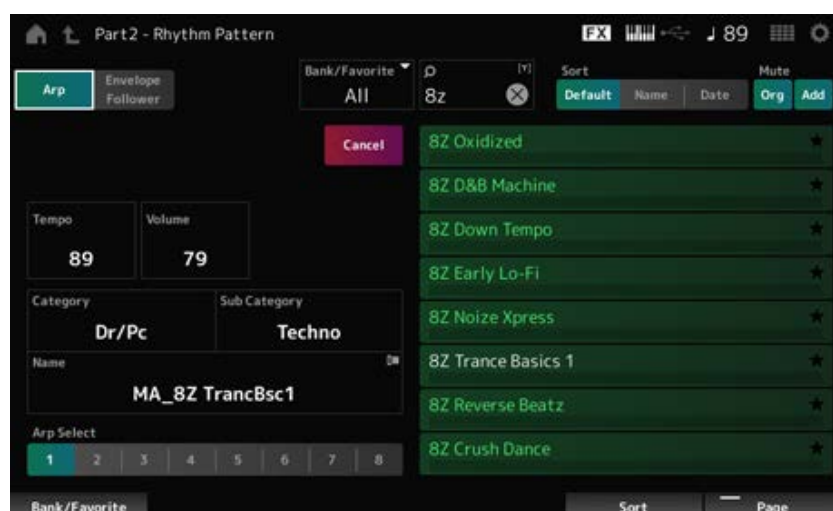 Part2 - Rhythm Pattern FX ♩ 89
Arp Envelope Follower
Bank/Favorite All
8z [Y]
Sort Default Name Date
Mute Org Add
Cancel
8Z Oxidized
8Z D&B Machine
8Z Down Tempo
8Z Early Lo-Fi
8Z Noize Xpress
8Z Trance Basics 1
8Z Reverse Beatz
8Z Crush Dance
Tempo Volume
89 79
Category Sub Category
Dr/Pc Techno
Name
MA_8Z TrancBsc1
Arp Select
1 2 3 4 5 6 7 8
Bank/Favorite Sort Page